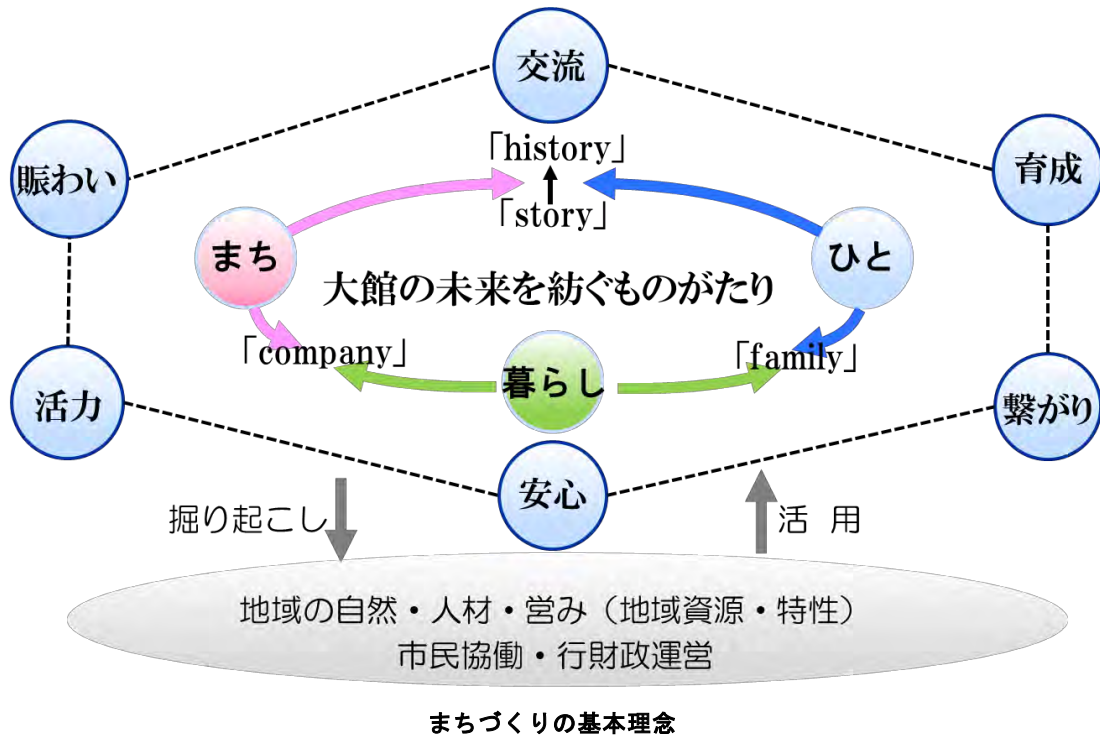 交流
賑わい
育成
「history」
「story」
まち
ひと
大館の未来を紡ぐものがたり
「company」
「family」
暮らし
活力
繋がり
安心
掘り起こし
活 用
地域の自然・人材・営み（地域資源・特性）
市民協働・行財政運営
まちづくりの基本理念